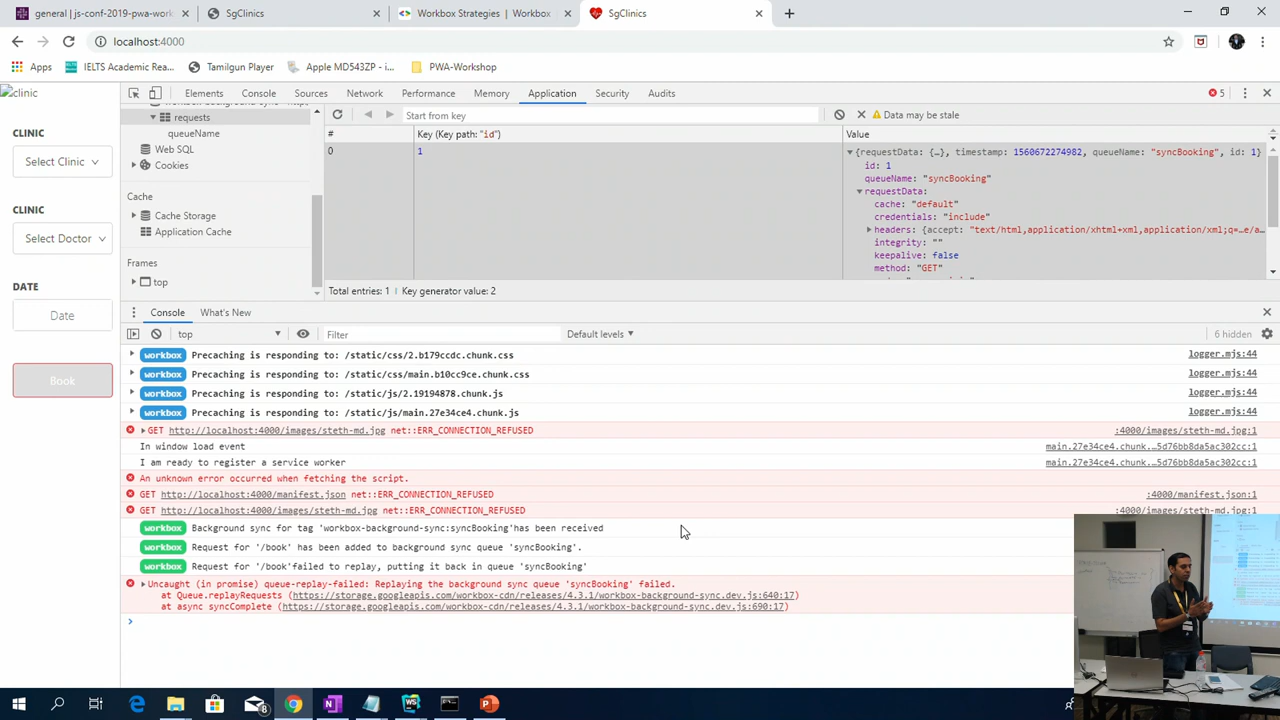 general | js-conf-2019-pwa-work
SgClinics
Workbox Strategies | Workbox
SgClinics
localhost:4000
Apps
IELTS Academic Rea...
Tamilgun Player
Apple MD543ZP - i...
PWA-Workshop
clinic
CLINIC
Select Clinic
CLINIC
Select Doctor
DATE
Date
Book
Elements
Console
Sources
Network
Performance
Memory
Application
Security
Audits
5
requests
queueName
Web SQL
Cookies
Cache
Cache Storage
Application Cache
Frames
top
Start from key
Data may be stale
#
Key (Key path: "id")
Value
0
1
{requestData: {…}, timestamp: 1560672274982, queueName: "syncBooking", id: 1}
id: 1
queueName: "syncBooking"
requestData:
cache: "default"
credentials: "include"
headers: {accept: "text/html,application/xhtml+xml,application/xml;q=…e/a…
integrity: ""
keepalive: false
method: "GET"
Total entries: 1
Key generator value: 2
Console
What's New
top
Filter
Default levels
6 hidden
workbox Precaching is responding to: /static/css/2.b179ccdc.chunk.css logger.mjs:44
workbox Precaching is responding to: /static/css/main.b10cc9ce.chunk.css logger.mjs:44
workbox Precaching is responding to: /static/js/2.19194878.chunk.js logger.mjs:44
workbox Precaching is responding to: /static/js/main.27e34ce4.chunk.js logger.mjs:44
GET http://localhost:4000/images/steth-md.jpg net::ERR_CONNECTION_REFUSED :4000/images/steth-md.jpg:1
In window load event main.27e34ce4.chunk.…5d76bb8da5ac302cc:1
I am ready to register a service worker main.27e34ce4.chunk.…5d76bb8da5ac302cc:1
An unknown error occurred when fetching the script.
GET http://localhost:4000/manifest.json net::ERR_CONNECTION_REFUSED :4000/manifest.json:1
GET http://localhost:4000/images/steth-md.jpg net::ERR_CONNECTION_REFUSED :4000/images/steth-md.jpg:1
workbox Background sync for tag 'workbox-background-sync:syncBooking'has been received
workbox Request for '/book' has been added to background sync queue 'syncBooking'.
workbox Request for '/book'failed to replay, putting it back in queue 'syncBooking'
Uncaught (in promise) queue-replay-failed: Replaying the background sync queue 'syncBooking' failed.
at Queue.replayRequests (https://storage.googleapis.com/workbox-cdn/releases/4.3.1/workbox-background-sync.dev.js:640:17)
at async syncComplete (https://storage.googleapis.com/workbox-cdn/releases/4.3.1/workbox-background-sync.dev.js:690:17)